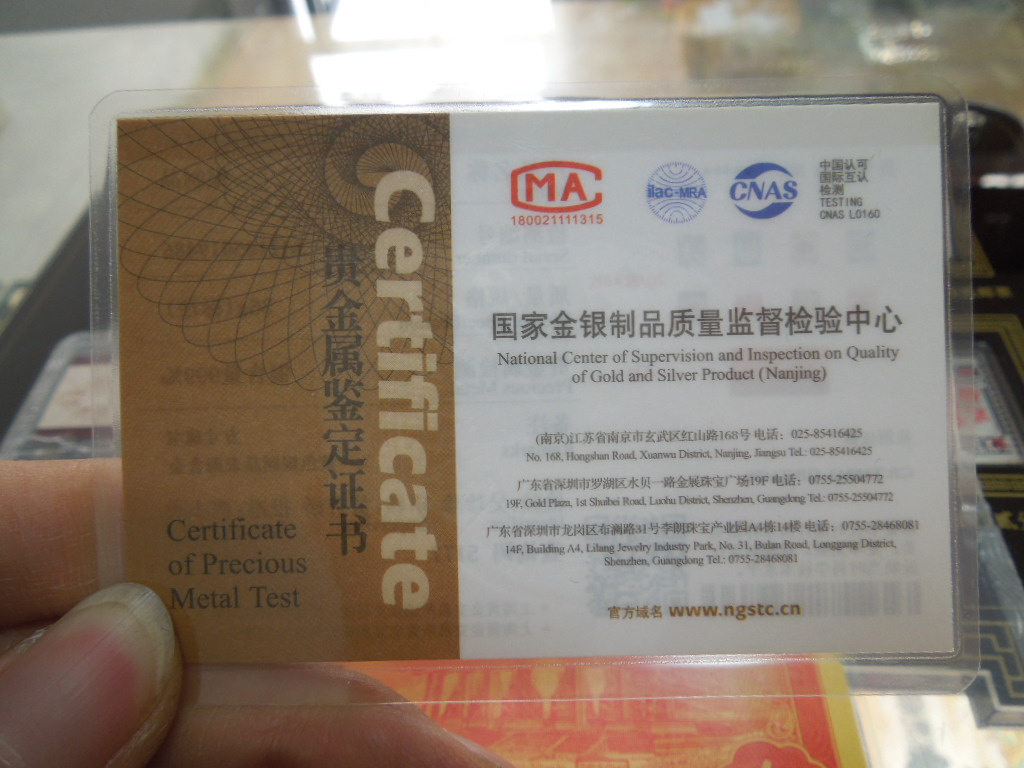 Certificate
贵金属鉴定证书
Certificate
of Precious
Metal Test
CMA
180021111315
ilac-MRA
CNAS
中国认可
国际互认
检测
TESTING
CNAS L0160
国家金银制品质量监督检验中心
National Center of Supervision and Inspection on Quality
of Gold and Silver Product (Nanjing)
(南京)江苏省南京市玄武区红山路168号 电话：025-85416425
No. 168, Hongshan Road, Xuanwu District, Nanjing, Jiangsu Tel.: 025-85416425
广东省深圳市罗湖区水贝一路金展珠宝广场19F 电话：0755-25504772
19F, Gold Plaza, 1st Shuibei Road, Luohu District, Shenzhen, Guangdong Tel.: 0755-25504772
广东省深圳市龙岗区布澜路31号李朗珠宝产业园A4栋14楼 电话：0755-28468081
14F, Building A4, Lilang Jewelry Industry Park, No. 31, Bulan Road, Longgang District,
Shenzhen, Guangdong Tel.: 0755-28468081
官方域名 www.ngstc.cn